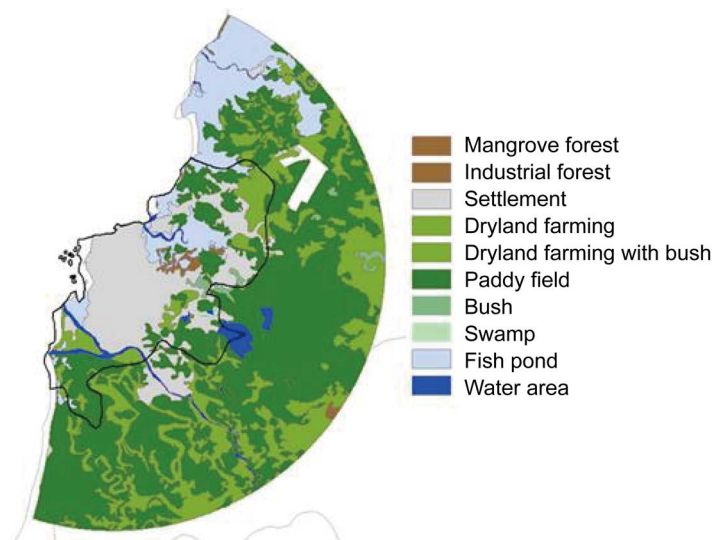 Mangrove forest
Industrial forest
Settlement
Dryland farming
Dryland farming with bush
Paddy field
Bush
Swamp
Fish pond
Water area